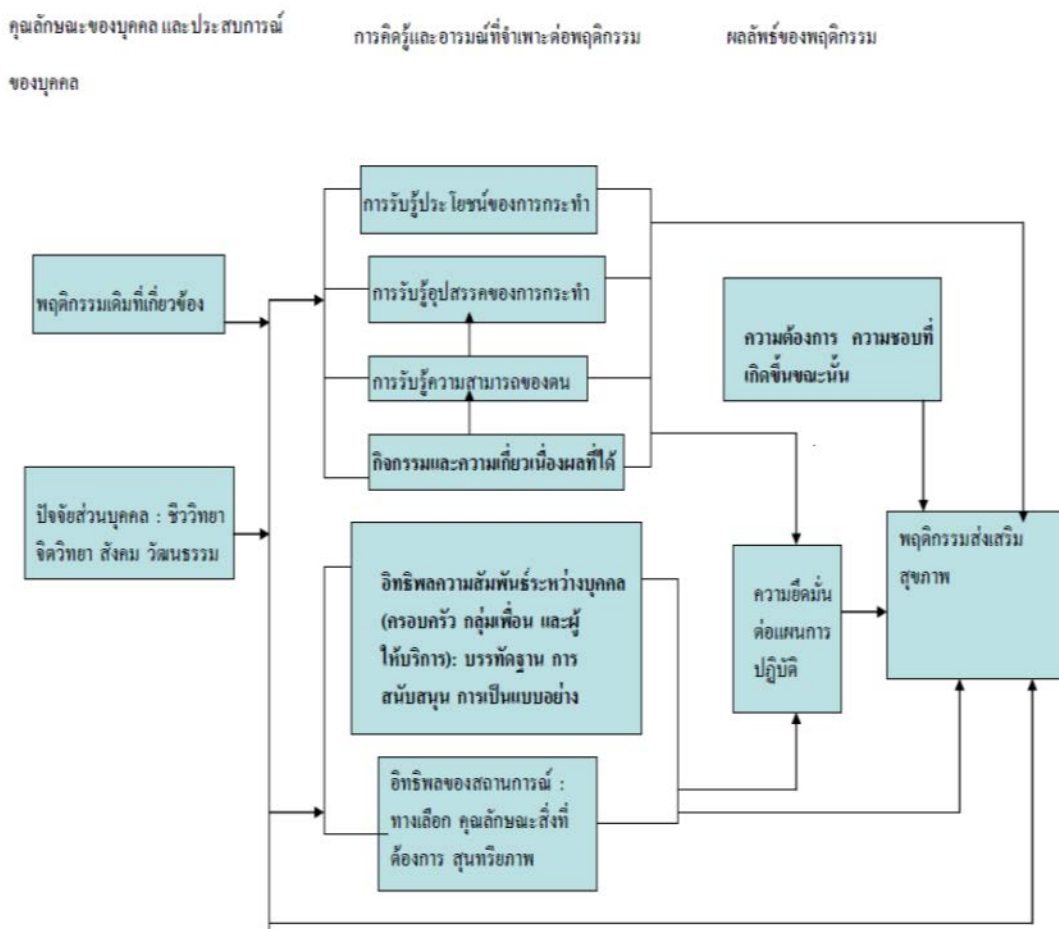 คุณลักษณะของบุคคล และประสบการณ์
ของบุคคล
การคิดรู้และอารมณ์ที่จำเพาะต่อพฤติกรรม
ผลลัพธ์ของพฤติกรรม
การรับรู้ประโยชน์ของการกระทำ
พฤติกรรมเดิมที่เกี่ยวข้อง
การรับรู้อุปสรรคของการกระทำ
ความต้องการ ความชอบที่
เกิดขึ้นขณะนั้น
การรับรู้ความสามารถของตน
กิจกรรมและความเกี่ยวเนื่องผลที่ได้
ปัจจัยส่วนบุคคล : ชีววิทยา
จิตวิทยา สังคม วัฒนธรรม
อิทธิพลความสัมพันธ์ระหว่างบุคคล
(ครอบครัว กลุ่มเพื่อน และผู้
ให้บริการ): บรรทัดฐาน การ
สนับสนุน การเป็นแบบอย่าง
ความยึดมั่น
ต่อแผนการ
ปฎิบัติ
พฤติกรรมส่งเสริม
สุขภาพ
อิทธิพลของสถานการณ์ :
ทางเลือก คุณลักษณะสิ่งที่
ต้องการ สุนทรียภาพ